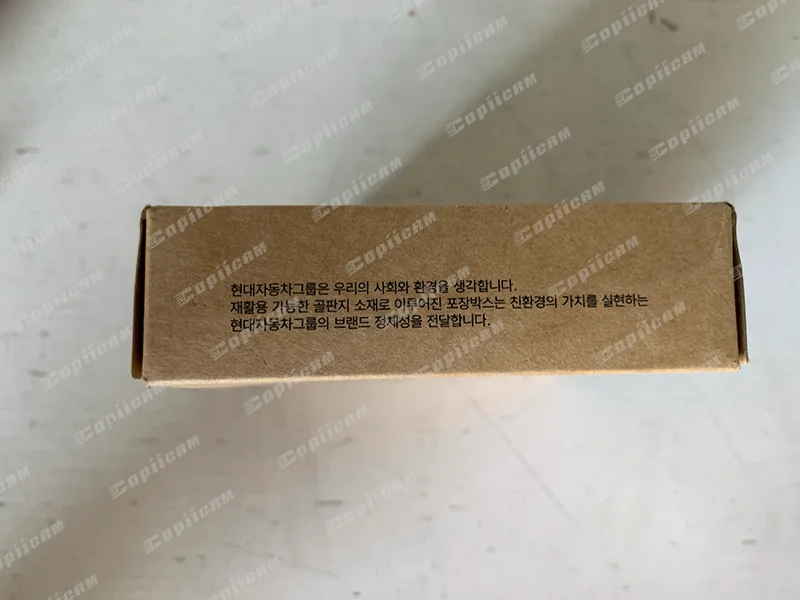 현대자동차그룹은 우리의 사회와 환경을 생각합니다.
재활용 가능한 골판지 소재로 이루어진 포장박스는 친환경의 가치를 실현하는
현대자동차그룹의 브랜드 정체성을 전달합니다.
CopiicAM